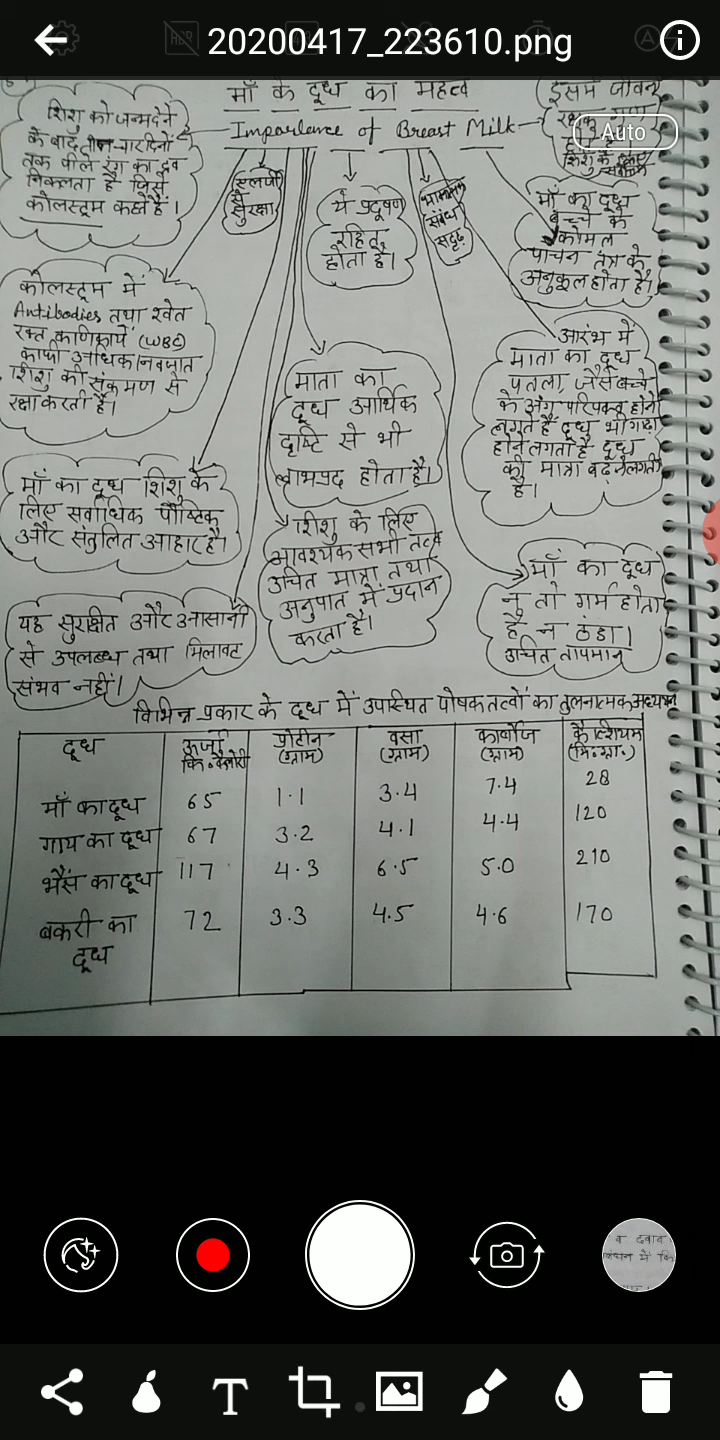 20200417_223610.png
माँ के दूध का महत्व
Imparlence of Breast Milk
Auto
शिशु को जन्म देने
के बाद तीन-चार दिनों
तक पीले रंग का द्रव
निकलता है जिसे
कोलस्ट्रम कहते हैं ।
एलर्जी
से
सुरक्षा
ये प्रदूषण
रहित
होता है।
संबंध
सदृढ़
इसमें जीवन
रक्षक गुण
शिशु के लिए
माँ का दूध
बच्चे के
कोमल
पाचन तंत्र के
अनुकूल होता है।
कोलस्ट्रम में
Antibodies तथा श्वेत
रक्त कणिकायें (WBC)
काफी अधिक। नवजात
शिशु की संक्रमण से
रक्षा करती है।
माता का
दूध आर्थिक
दृष्टि से भी
लाभप्रद होता है।
आरंभ में
माता का दूध
पतला, जैसे बच्चे
के अंग परिपक्व होने
लगते हैं दूध भी गाढ़ा
होने लगता है दूध
की मात्रा बढ़ने लगती
है।
माँ का दूध शिशु के
लिए सर्वाधिक पौष्टिक
और संतुलित आहार है।
शिशु के लिए
आवश्यक सभी तत्व
उचित मात्रा तथा
अनुपात में प्रदान
करता है।
माँ का दूध
नु तो गर्म होता
है न ठंडा।
उचित तापमान
यह सुरक्षित और आसानी
से उपलब्ध तथा मिलावट
संभव नहीं।
विभिन्न प्रकार के दूध में उपस्थित पोषक तत्वों का तुलनात्मक अध्ययन
दूध ऊर्जा कि॰कैलोरी प्रोटीन (ग्राम) वसा (ग्राम) कार्बोज (ग्राम) कैल्शियम (मि॰ग्रा॰)
माँ का दूध 65 1.1 3.4 7.4 28
गाय का दूध 67 3.2 4.1 4.4 120
भैंस का दूध 117 4.3 6.5 5.0 210
बकरी का दूध 72 3.3 4.5 4.6 170
T